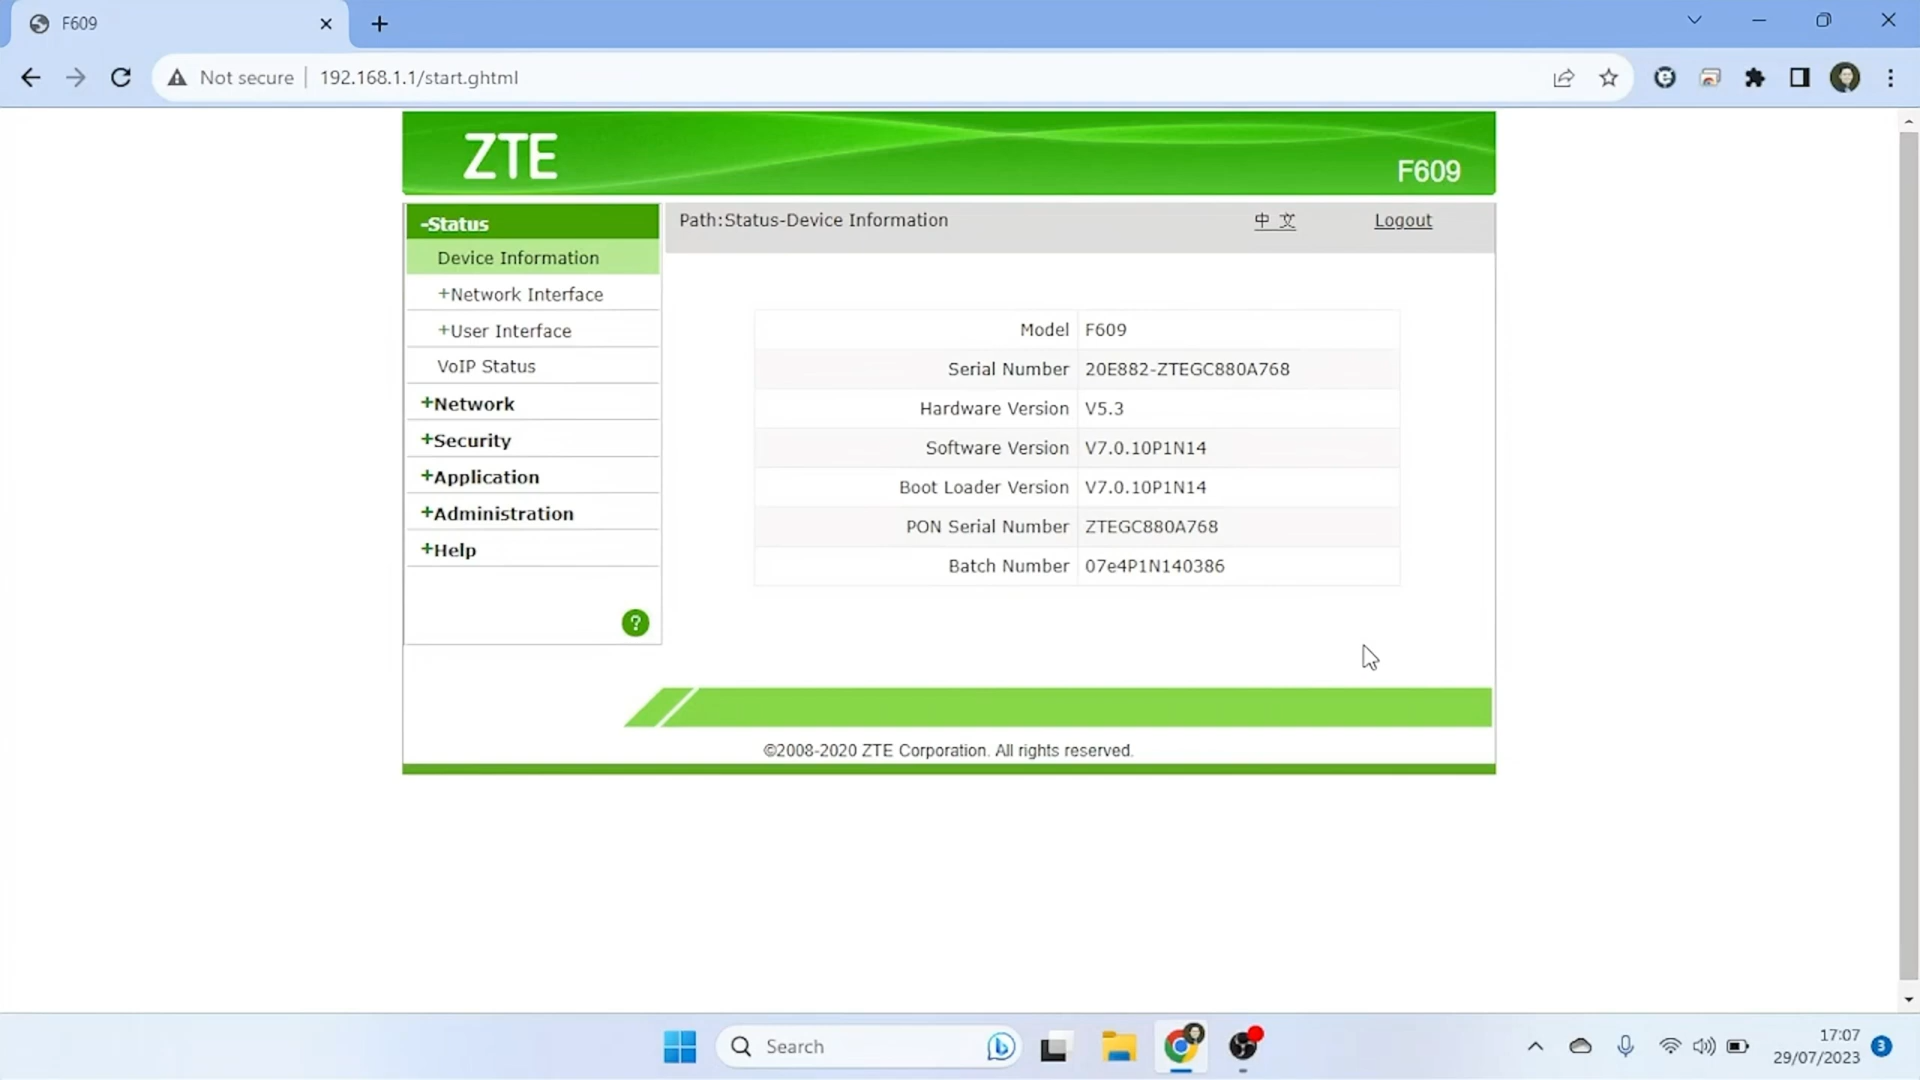 F609
Not secure
192.168.1.1/start.ghtml
ZTE
F609
-Status
Path:Status-Device Information
中 文
Logout
Device Information
+Network Interface
+User Interface
VoIP Status
+Network
+Security
+Application
+Administration
+Help
?
Model F609
Serial Number 20E882-ZTEGC880A768
Hardware Version V5.3
Software Version V7.0.10P1N14
Boot Loader Version V7.0.10P1N14
PON Serial Number ZTEGC880A768
Batch Number 07e4P1N140386
©2008-2020 ZTE Corporation. All rights reserved.
Search
17:07
29/07/2023
3